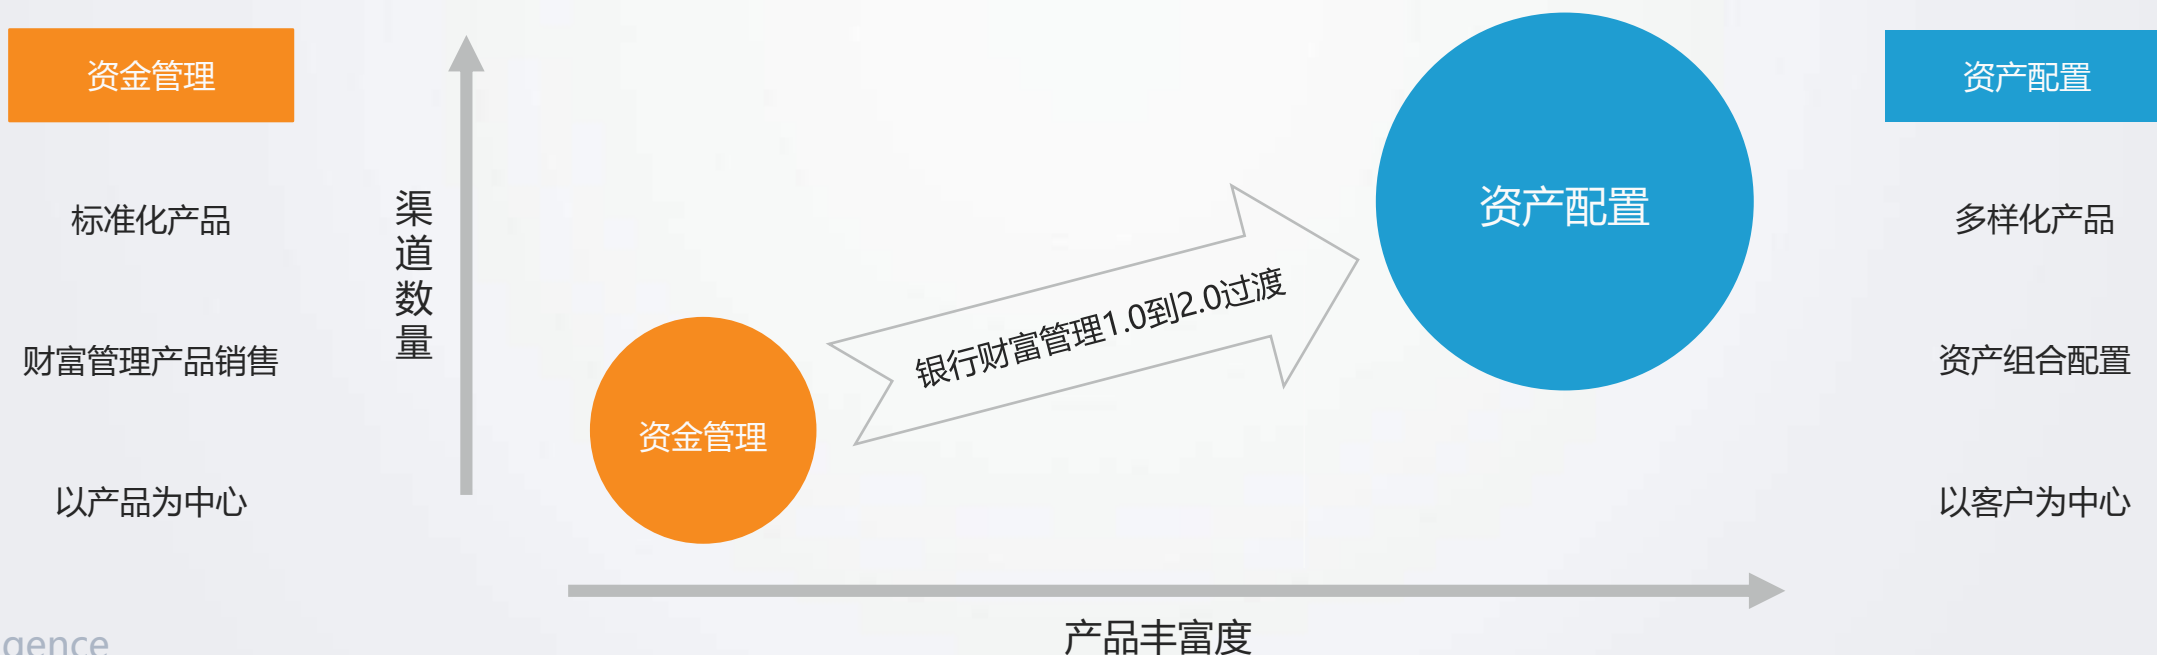 资金管理
标准化产品
财富管理产品销售
以产品为中心
渠道数量
资金管理
银行财富管理1.0到2.0过渡
资产配置
产品丰富度
资产配置
多样化产品
资产组合配置
以客户为中心
gence